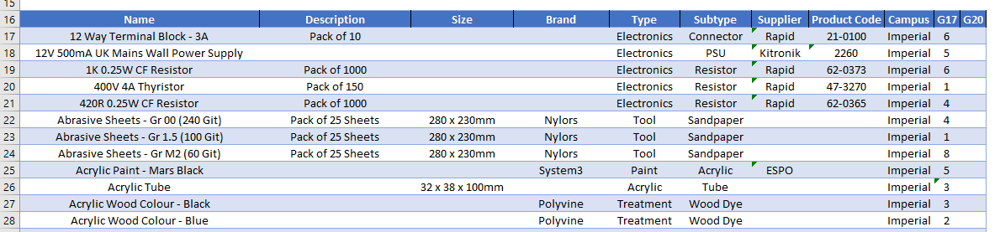 15
16 Name Description Size Brand Type Subtype Supplier Product Code Campus G17 G20
17 12 Way Terminal Block - 3A Pack of 10 Electronics Connector Rapid 21-0100 Imperial 6
18 12V 500mA UK Mains Wall Power Supply Electronics PSU Kitronik 2260 Imperial 5
19 1K 0.25W CF Resistor Pack of 1000 Electronics Resistor Rapid 62-0373 Imperial 6
20 400V 4A Thyristor Pack of 150 Electronics Resistor Rapid 47-3270 Imperial 1
21 420R 0.25W CF Resistor Pack of 1000 Electronics Resistor Rapid 62-0365 Imperial 4
22 Abrasive Sheets - Gr 00 (240 Git) Pack of 25 Sheets 280 x 230mm Nylors Tool Sandpaper Imperial 4
23 Abrasive Sheets - Gr 1.5 (100 Git) Pack of 25 Sheets 280 x 230mm Nylors Tool Sandpaper Imperial 1
24 Abrasive Sheets - Gr M2 (60 Git) Pack of 25 Sheets 280 x 230mm Nylors Tool Sandpaper Imperial 8
25 Acrylic Paint - Mars Black System3 Paint Acrylic ESPO Imperial 5
26 Acrylic Tube 32 x 38 x 100mm Acrylic Tube Imperial 3
27 Acrylic Wood Colour - Black Polyvine Treatment Wood Dye Imperial 3
28 Acrylic Wood Colour - Blue Polyvine Treatment Wood Dye Imperial 2